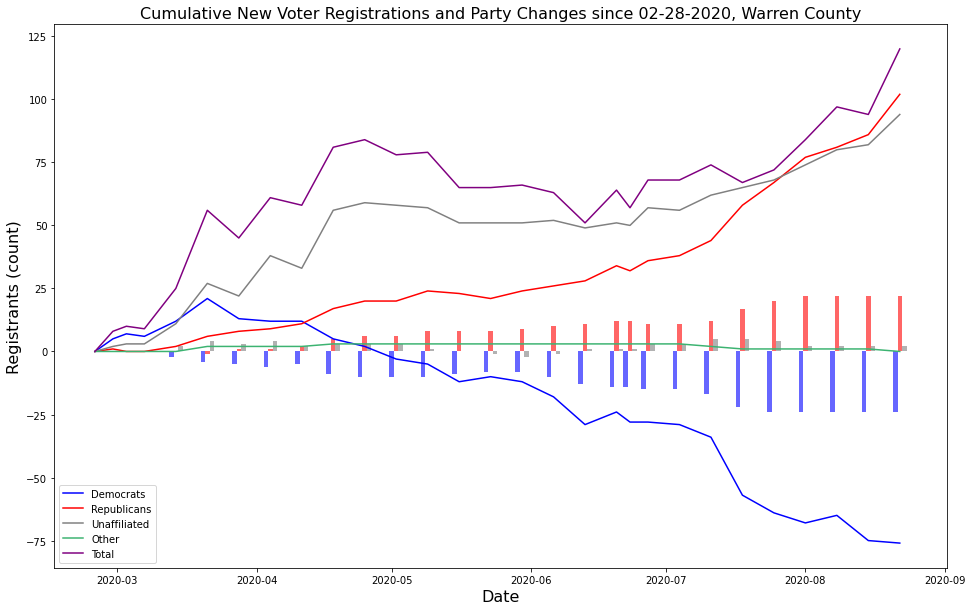 Cumulative New Voter Registrations and Party Changes since 02-28-2020, Warren County
Registrants (count)
125
100
75
50
25
0
−25
−50
−75
Democrats
Republicans
Unaffiliated
Other
Total
2020-03
2020-04
2020-05
2020-06
2020-07
2020-08
2020-09
Date